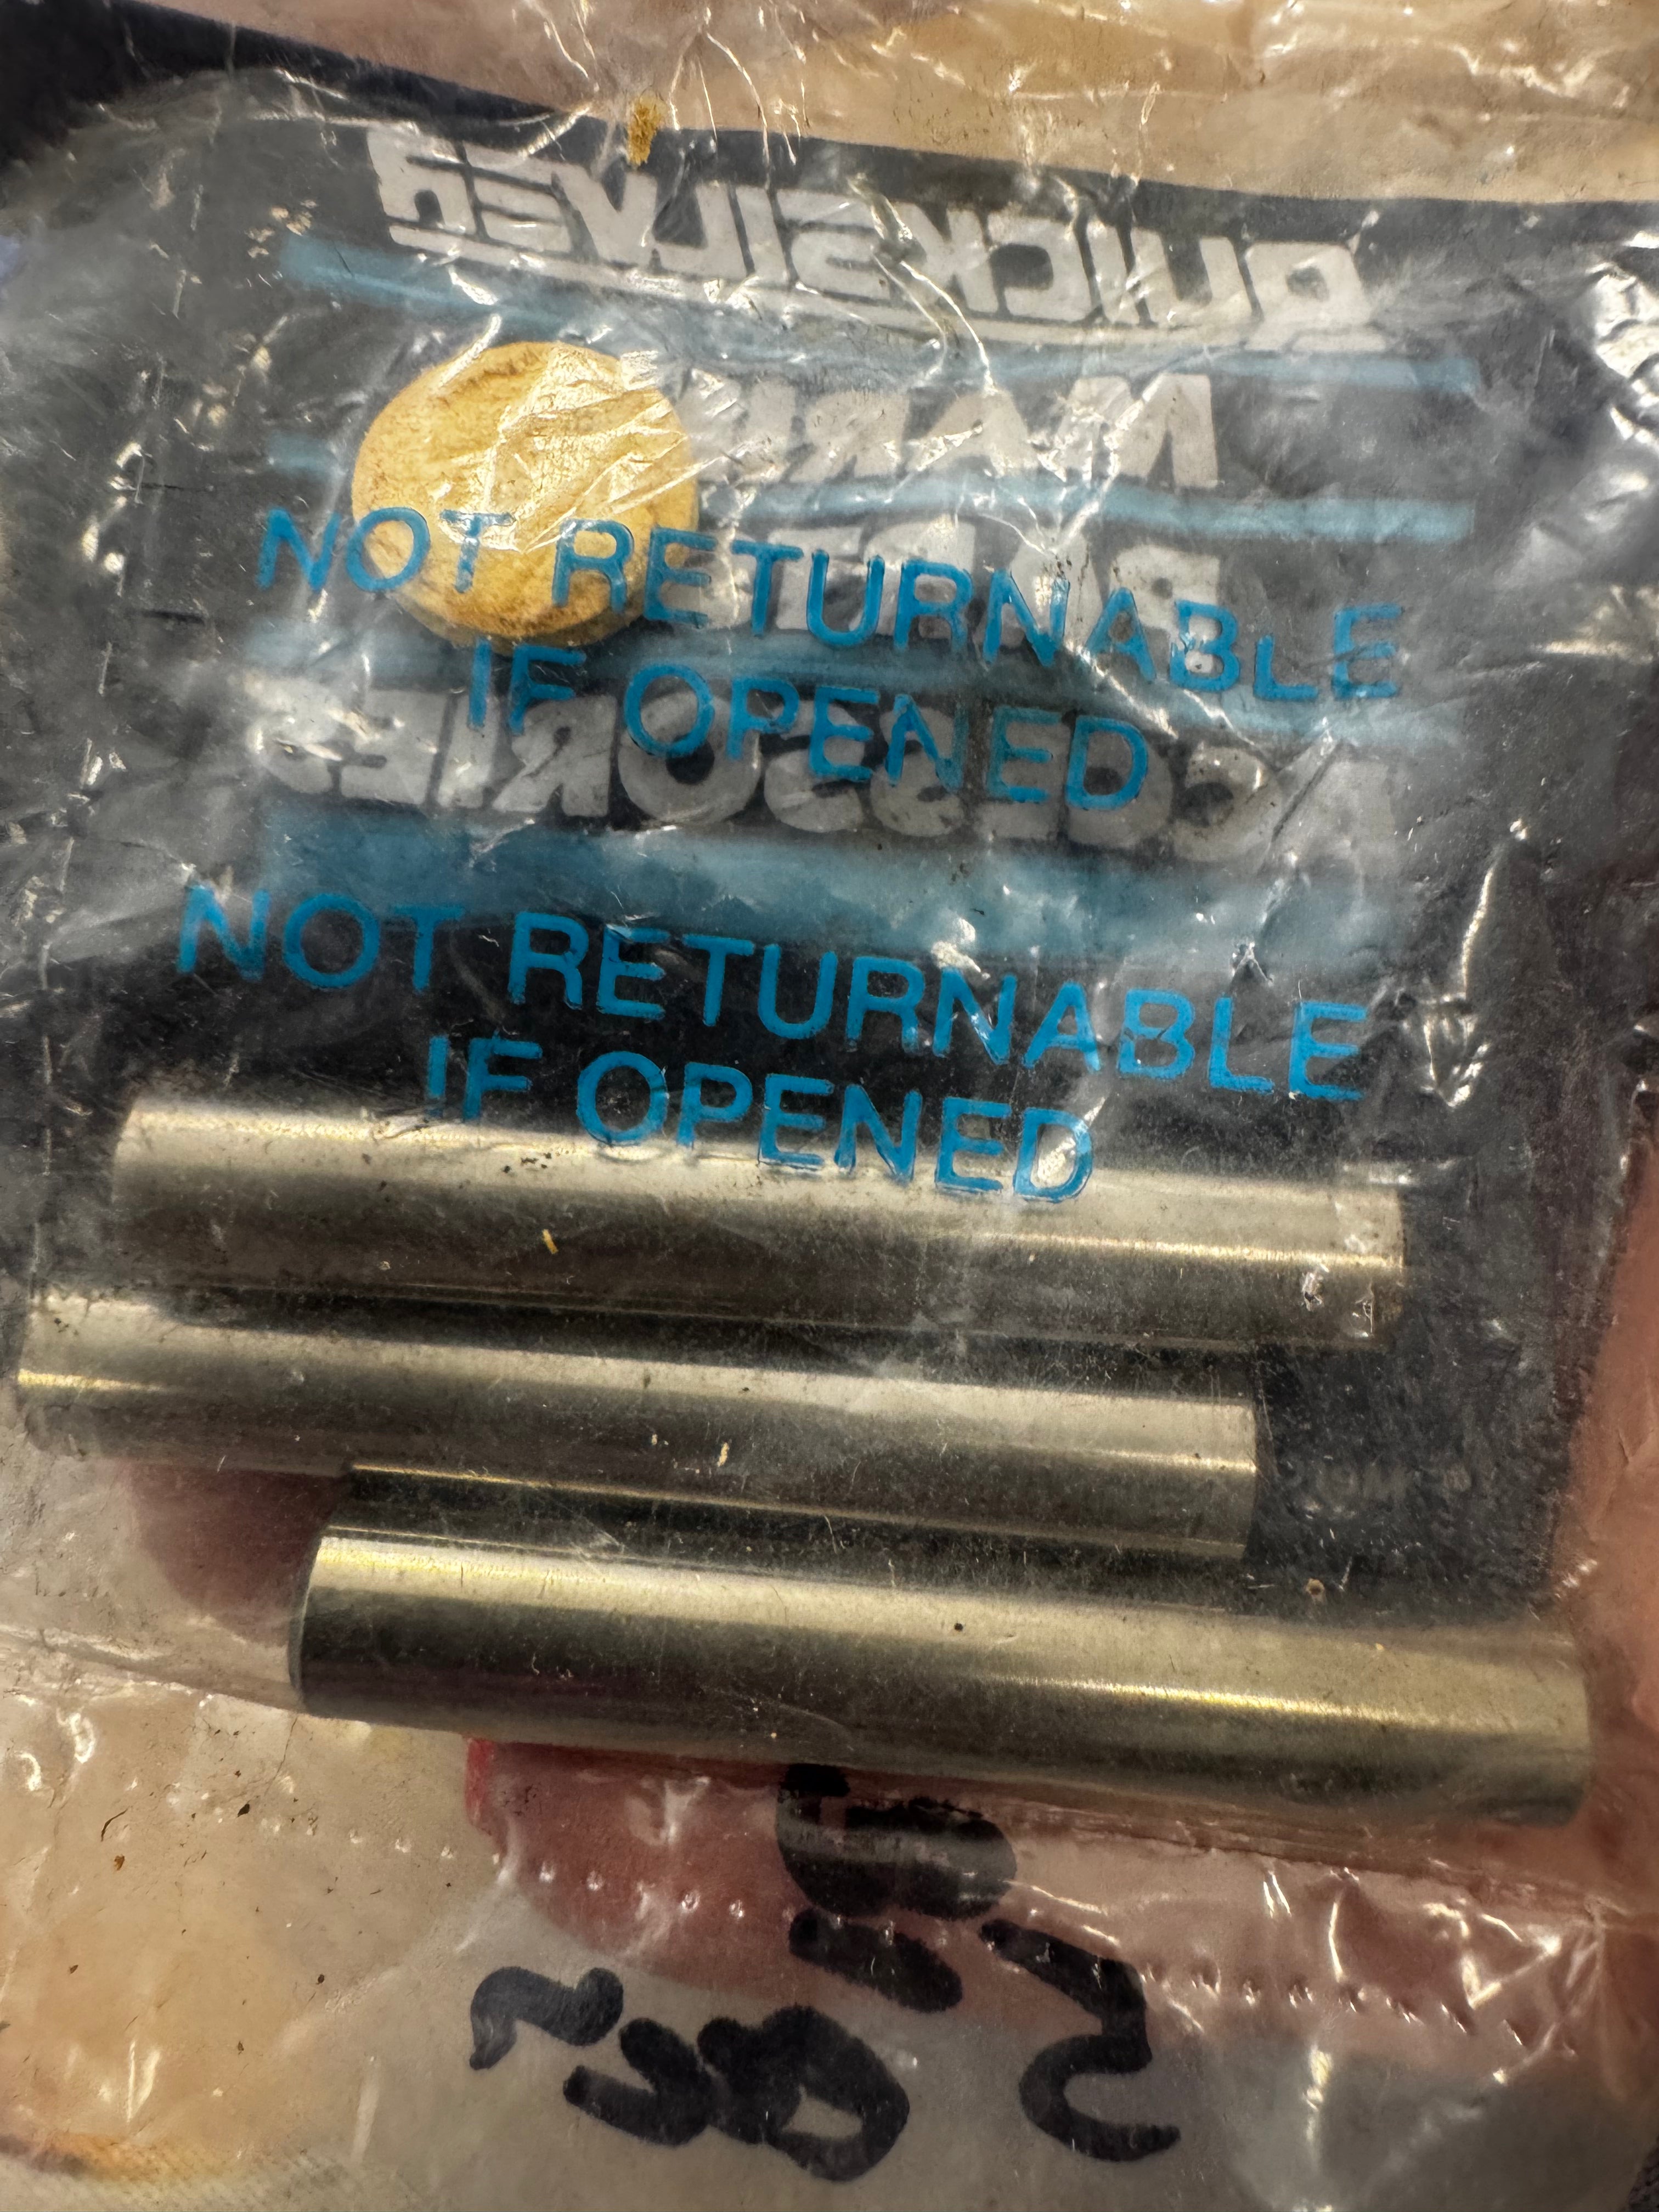 QUICKSILVER
MARINE
PARTS
ACCESSORIES
NOT RETURNABLE
IF OPENED
NOT RETURNABLE
IF OPENED